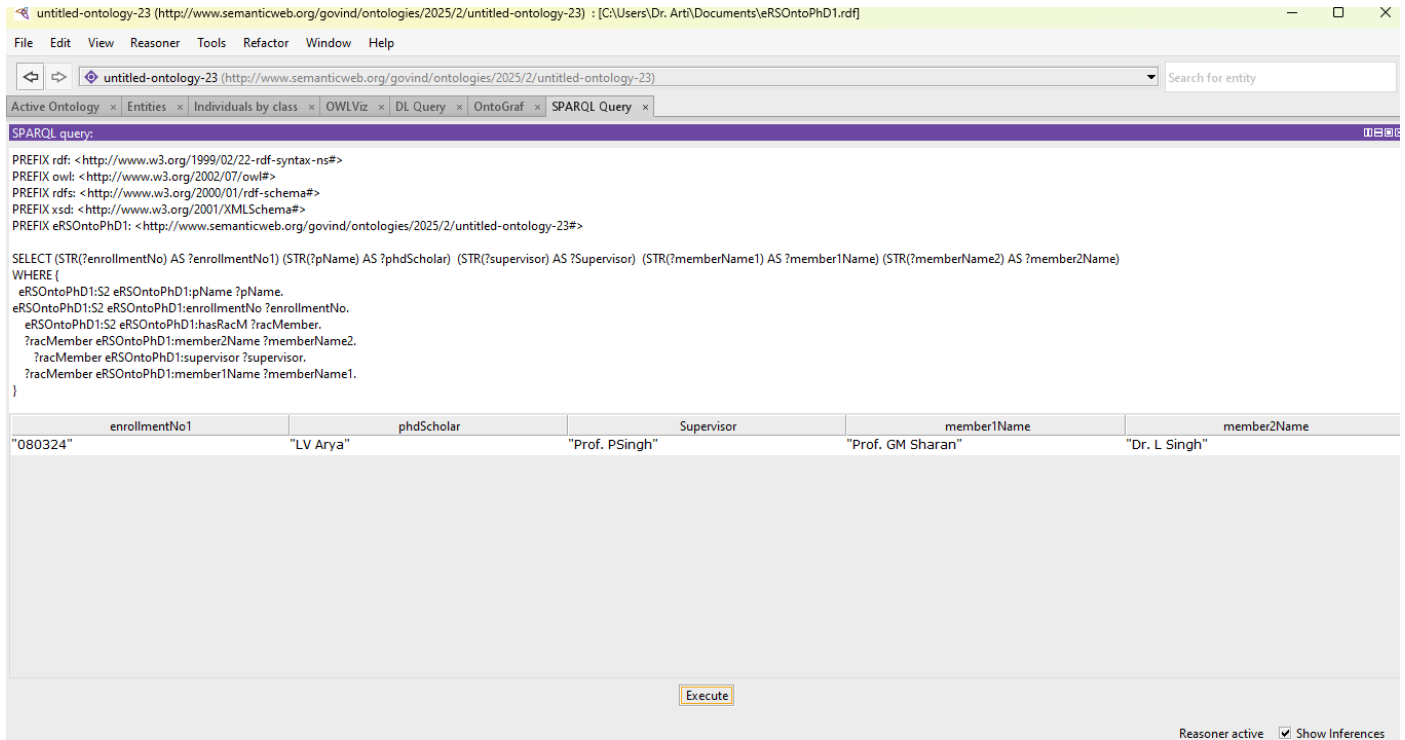 untitled-ontology-23 (http://www.semanticweb.org/govind/ontologies/2025/2/untitled-ontology-23) : [C:\Users\Dr. Arti\Documents\eRSOntoPhD1.rdf]
File Edit View Reasoner Tools Refactor Window Help
untitled-ontology-23 (http://www.semanticweb.org/govind/ontologies/2025/2/untitled-ontology-23) Search for entity
Active Ontology × Entities × Individuals by class × OWLViz × DL Query × OntoGraf × SPARQL Query ×
SPARQL query:
PREFIX rdf: <http://www.w3.org/1999/02/22-rdf-syntax-ns#>
PREFIX owl: <http://www.w3.org/2002/07/owl#>
PREFIX rdfs: <http://www.w3.org/2000/01/rdf-schema#>
PREFIX xsd: <http://www.w3.org/2001/XMLSchema#>
PREFIX eRSOntoPhD1: <http://www.semanticweb.org/govind/ontologies/2025/2/untitled-ontology-23#>
SELECT (STR(?enrollmentNo) AS ?enrollmentNo1) (STR(?pName) AS ?phdScholar) (STR(?supervisor) AS ?Supervisor) (STR(?memberName1) AS ?member1Name) (STR(?memberName2) AS ?member2Name)
WHERE {
eRSOntoPhD1:S2 eRSOntoPhD1:pName ?pName.
eRSOntoPhD1:S2 eRSOntoPhD1:enrollmentNo ?enrollmentNo.
eRSOntoPhD1:S2 eRSOntoPhD1:hasRacM ?racMember.
?racMember eRSOntoPhD1:member2Name ?memberName2.
?racMember eRSOntoPhD1:supervisor ?supervisor.
?racMember eRSOntoPhD1:member1Name ?memberName1.
}
enrollmentNo1 phdScholar Supervisor member1Name member2Name
"080324" "LV Arya" "Prof. PSingh" "Prof. GM Sharan" "Dr. L Singh"
Execute
Reasoner active Show Inferences